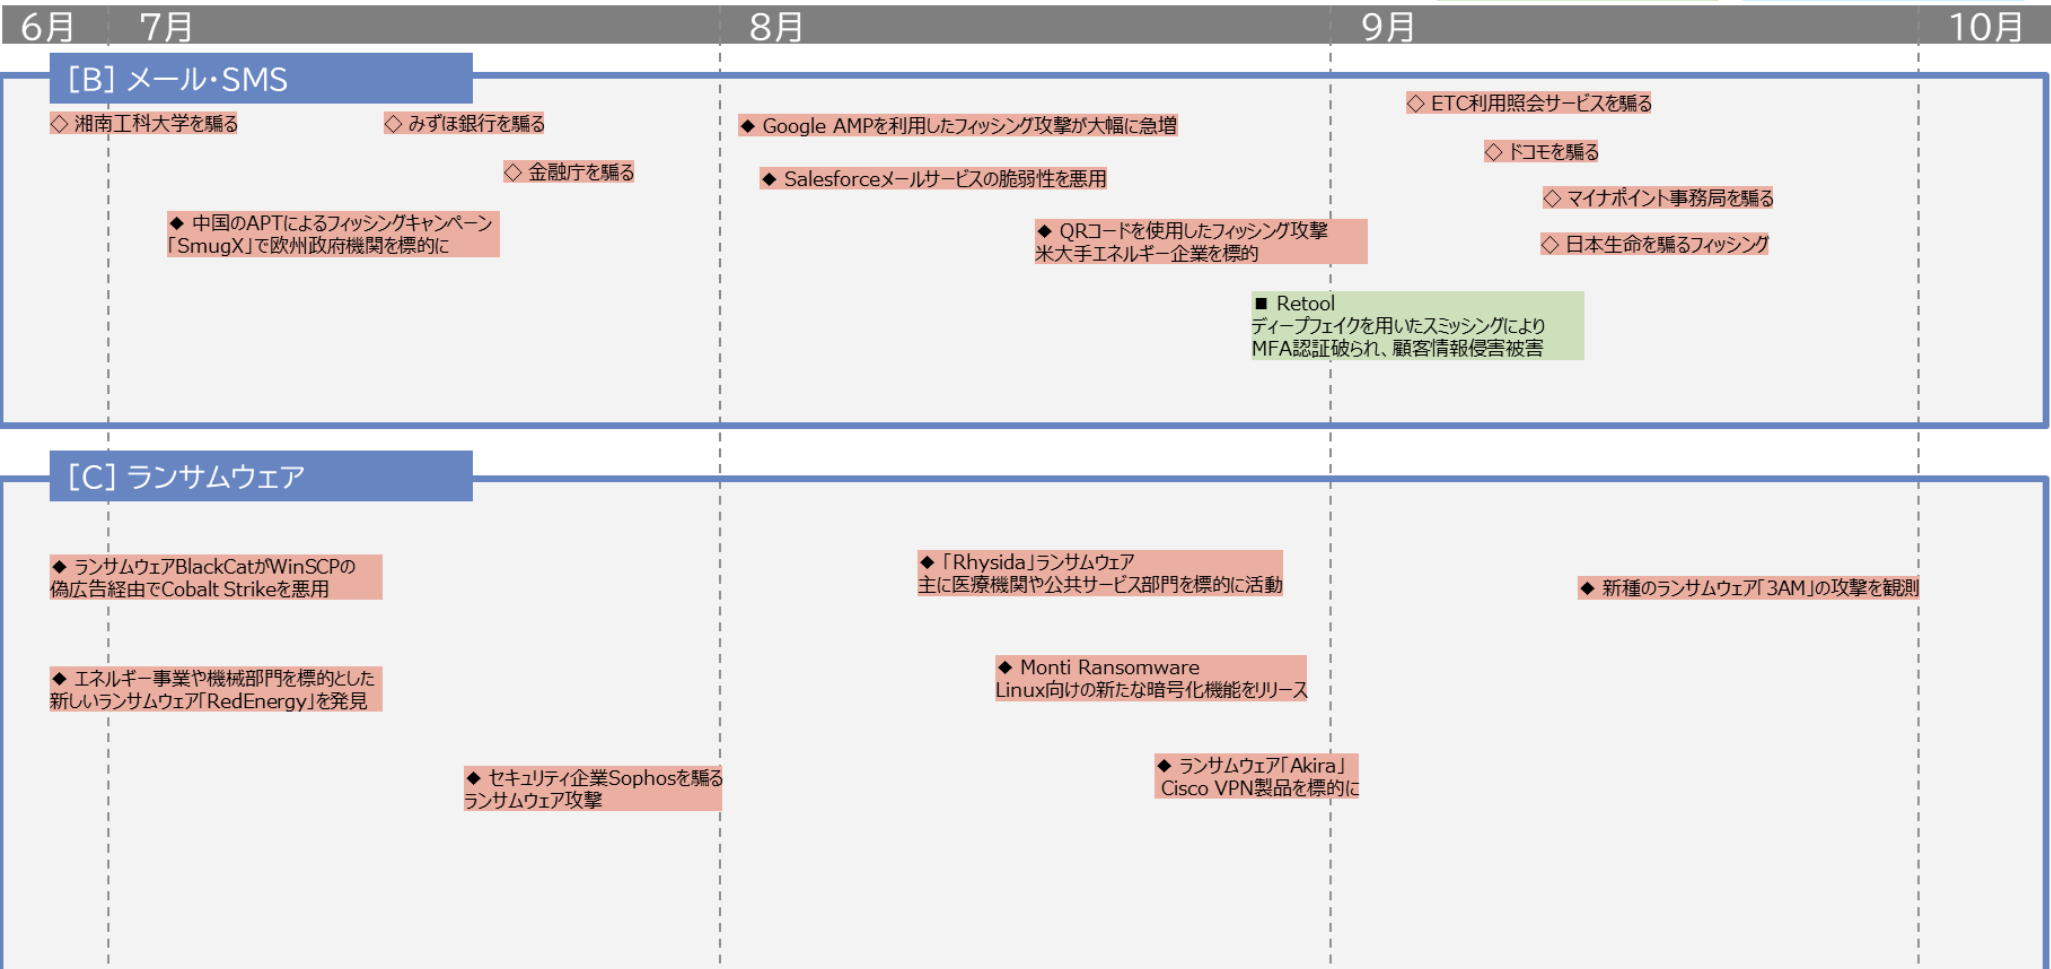 6月 7月 8月 9月 10月
[B] メール・SMS
◇ 湘南工科大学を騙る
◇ みずほ銀行を騙る
◇ 金融庁を騙る
◆ 中国のAPTによるフィッシングキャンペーン
「SmugX」で欧州政府機関を標的に
◆ Google AMPを利用したフィッシング攻撃が大幅に急増
◆ Salesforceメールサービスの脆弱性を悪用
◆ QRコードを使用したフィッシング攻撃
米大手エネルギー企業を標的
◇ ETC利用照会サービスを騙る
◇ ドコモを騙る
◇ マイナポイント事務局を騙る
◇ 日本生命を騙るフィッシング
■ Retool
ディープフェイクを用いたスミッシングにより
MFA認証破られ、顧客情報侵害被害
[C] ランサムウェア
◆ ランサムウェアBlackCatがWinSCPの
偽広告経由でCobalt Strikeを悪用
◆ エネルギー事業や機械部門を標的とした
新しいランサムウェア「RedEnergy」を発見
◆ セキュリティ企業Sophosを騙る
ランサムウェア攻撃
◆ 「Rhysida」ランサムウェア
主に医療機関や公共サービス部門を標的に活動
◆ Monti Ransomware
Linux向けの新たな暗号化機能をリリース
◆ ランサムウェア「Akira」
Cisco VPN製品を標的に
◆ 新種のランサムウェア「3AM」の攻撃を観測